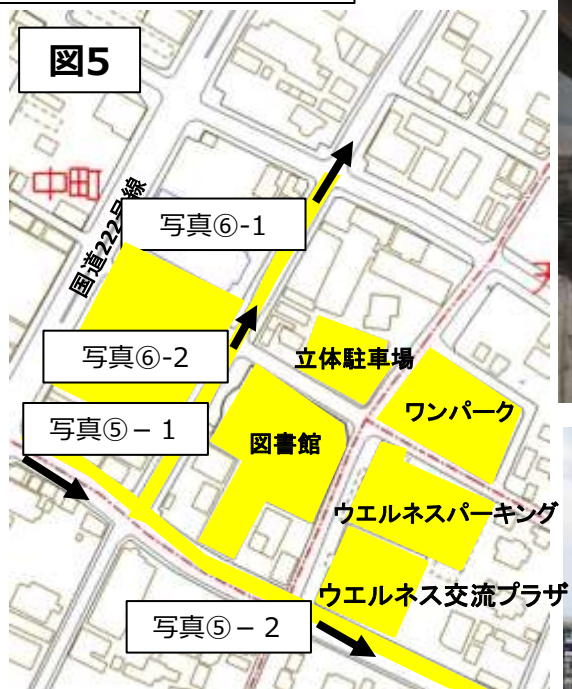 図5
中町
国道222号線
写真⑥-1
写真⑥-2
立体駐車場
ワンパーク
写真⑤－1
図書館
ウエルネスパーキング
ウエルネス交流プラザ
写真⑤－2